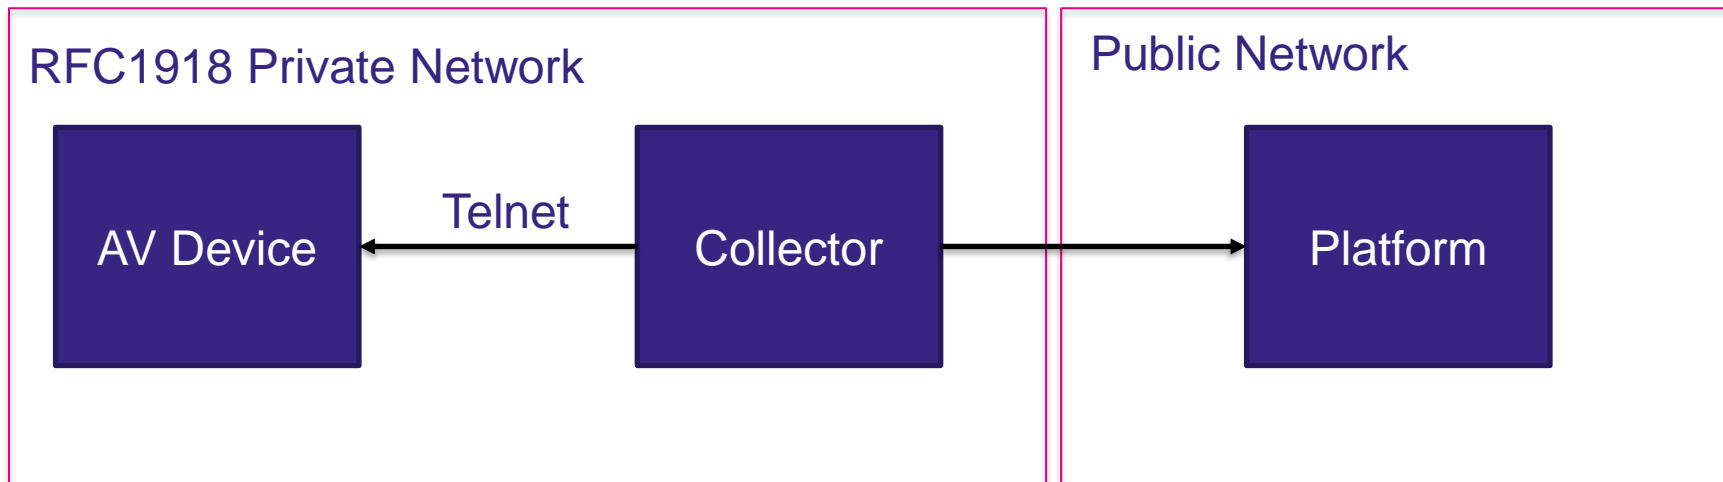 RFC1918 Private Network
Public Network
AV Device
Telnet
Collector
Platform